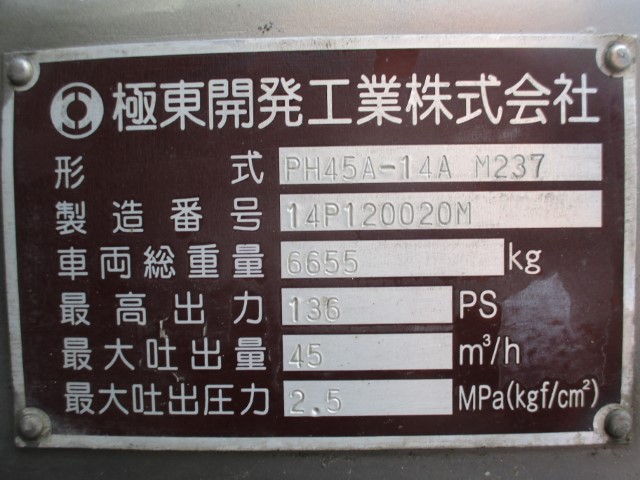 極東開発工業株式会社
形式 PH45A-14A M237
製造番号 14P120020M
車両総重量 6655 kg
最高出力 136 PS
最大吐出量 45 m³/h
最大吐出圧力 2.5 MPa(kgf/cm²)